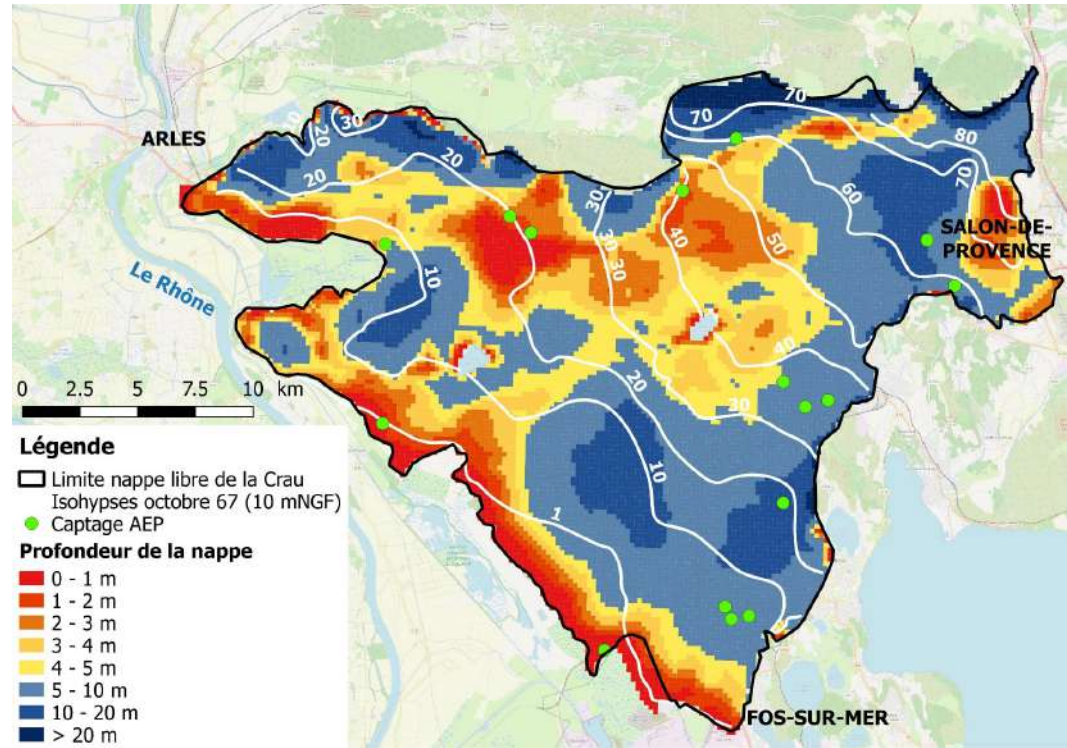 ARLES
Le Rhône
SALON-DE-
PROVENCE
FOS-SUR-MER
30
20
20
20
10
30
30
30
40
50
60
70
70
80
70
40
30
20
10
1
0 2.5 5 7.5 10 km
Légende
Limite nappe libre de la Crau
Isohypses octobre 67 (10 mNGF)
Captage AEP
Profondeur de la nappe
0 - 1 m
1 - 2 m
2 - 3 m
3 - 4 m
4 - 5 m
5 - 10 m
10 - 20 m
> 20 m